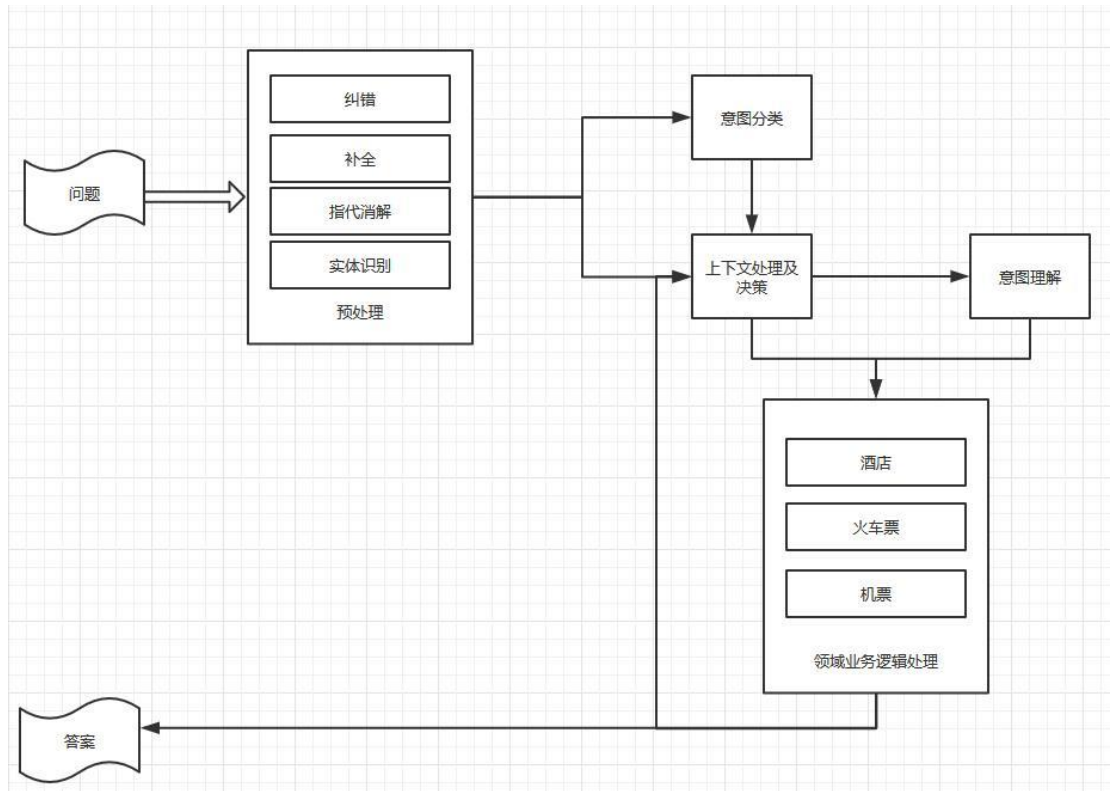 问题
纠错
补全
指代消解
实体识别
预处理
意图分类
上下文处理及
决策
意图理解
酒店
火车票
机票
领域业务逻辑处理
答案